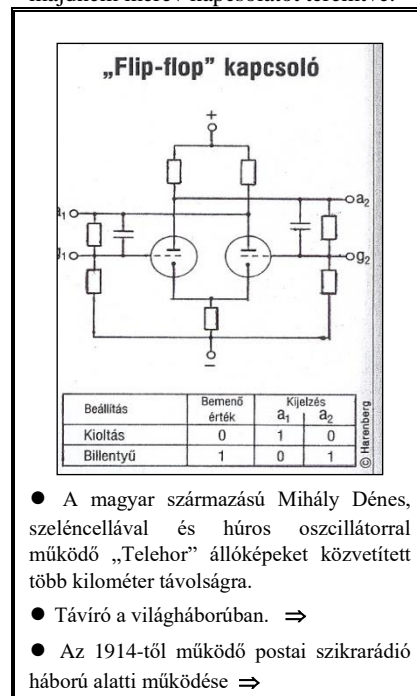 „Flip-flop” kapcsoló
+
a₁
a₂
g₁
g₂
−
Beállítás Bemenő érték Kijelzés a₁ a₂
Kioltás 0 1 0
Billentyű 1 0 1
© Harenberg
● A magyar származású Mihály Dénes,
szeléncellával és húros oszcillátorral
működő „Telehor” állóképeket közvetített
több kilométer távolságra.
● Távíró a világháborúban. ⇒
● Az 1914-től működő postai szikrarádió
háború alatti működése ⇒